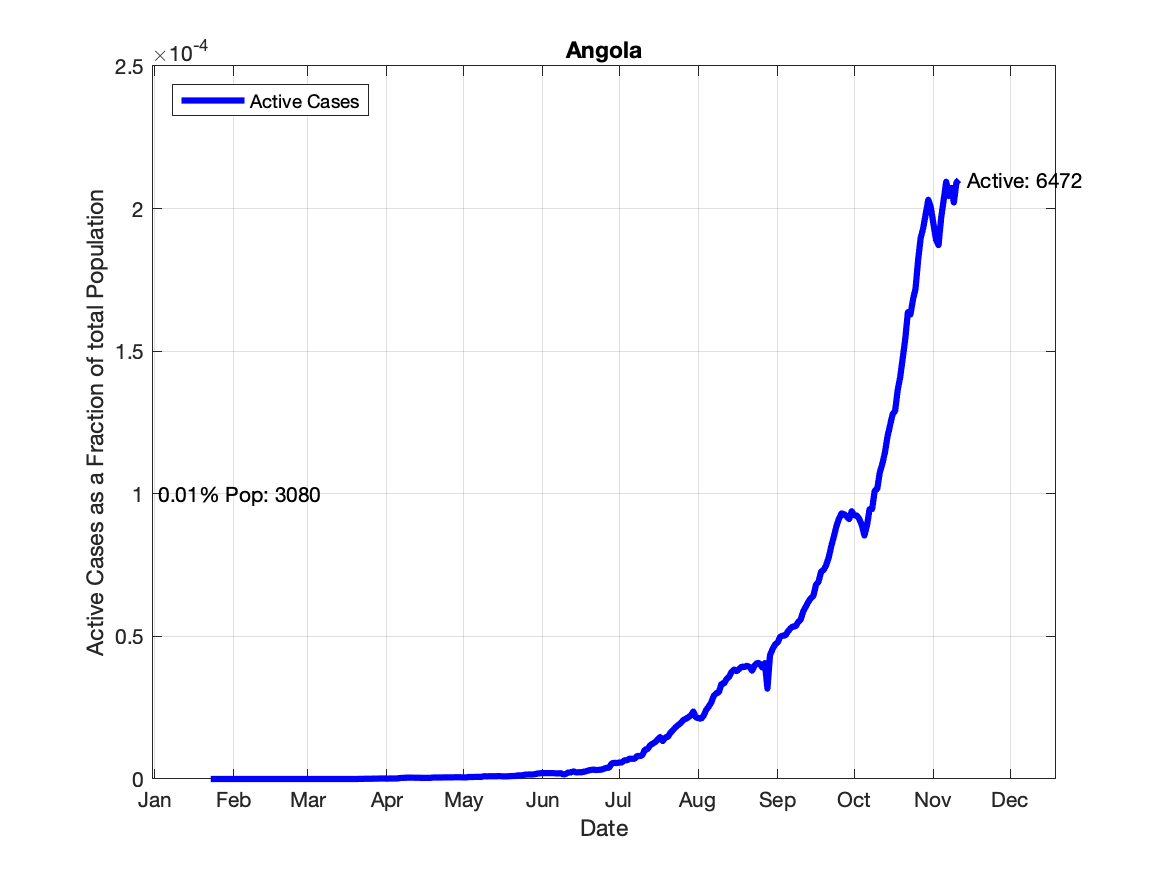 Angola
×10⁻⁴
Active Cases
2.5
2
1.5
1
0.5
0
Active: 6472
0.01% Pop: 3080
Active Cases as a Fraction of total Population
Jan Feb Mar Apr May Jun Jul Aug Sep Oct Nov Dec
Date